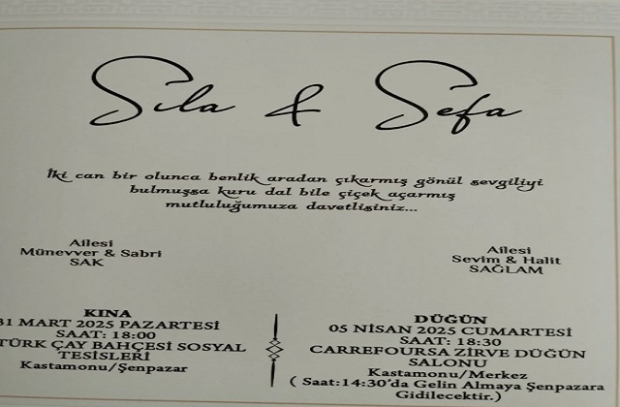 Sıla & Sefa
İki can bir olunca benlik aradan çıkarmış gönül sevgiliyi
bulmuşsa kuru dal bile çiçek açarmış
mutluluğumuza davetlisiniz...
Ailesi
Münevver & Sabri
SAK
Ailesi
Sevim & Halit
SAĞLAM
KINA
31 MART 2025 PAZARTESİ
SAAT: 18:00
TÜRK ÇAY BAHÇESİ SOSYAL
TESİSLERİ
Kastamonu/Şenpazar
DÜĞÜN
05 NİSAN 2025 CUMARTESİ
SAAT: 18:30
CARREFOURSA ZİRVE DÜĞÜN
SALONU
Kastamonu/Merkez
( Saat:14:30'da Gelin Almaya Şenpazara
Gidilecektir.)